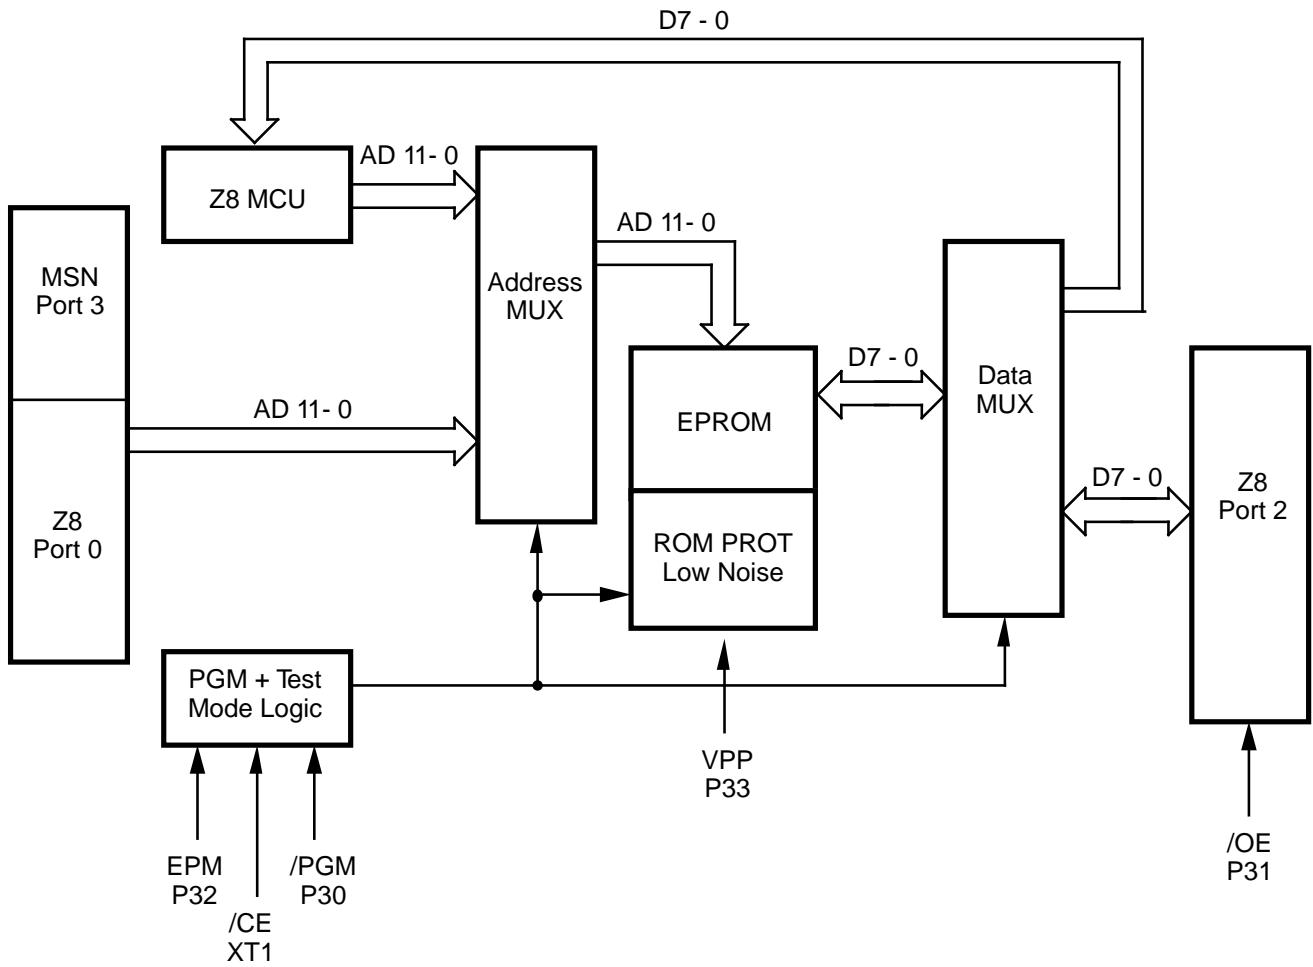 D7 - 0
AD 11- 0
Z8 MCU
AD 11- 0
MSN
Port 3
Address
MUX
D7 - 0
Data
MUX
AD 11- 0
EPROM
D7 - 0
Z8
Port 2
Z8
Port 0
ROM PROT
Low Noise
PGM + Test
Mode Logic
VPP
P33
EPM
P32
/PGM
P30
/OE
P31
/CE
XT1